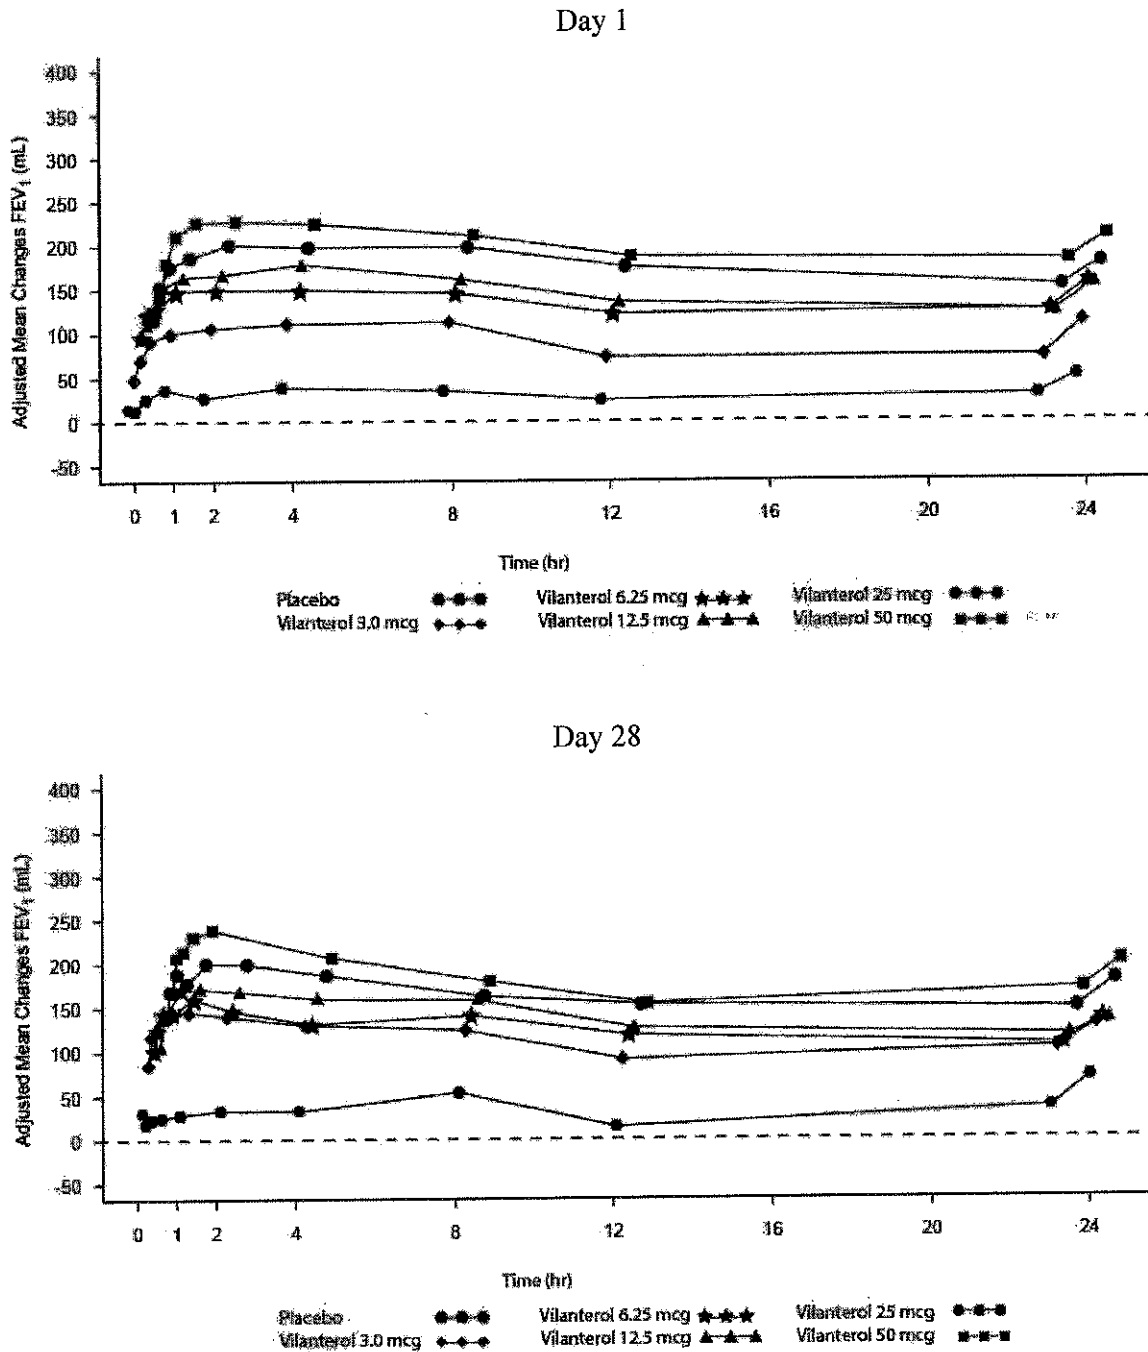 Day 1
Adjusted Mean Changes FEV₁ (mL)
400
350
300
250
200
150
100
50
0
-50
0 1 2 4 8 12 16 20 24
Time (hr)
Placebo Vilanterol 6.25 mcg Vilanterol 25 mcg
Vilanterol 3.0 mcg Vilanterol 12.5 mcg Vilanterol 50 mcg
Day 28
Adjusted Mean Changes FEV₁ (mL)
400
350
300
250
200
150
100
50
0
-50
0 1 2 4 8 12 16 20 24
Time (hr)
Placebo Vilanterol 6.25 mcg Vilanterol 25 mcg
Vilanterol 3.0 mcg Vilanterol 12.5 mcg Vilanterol 50 mcg